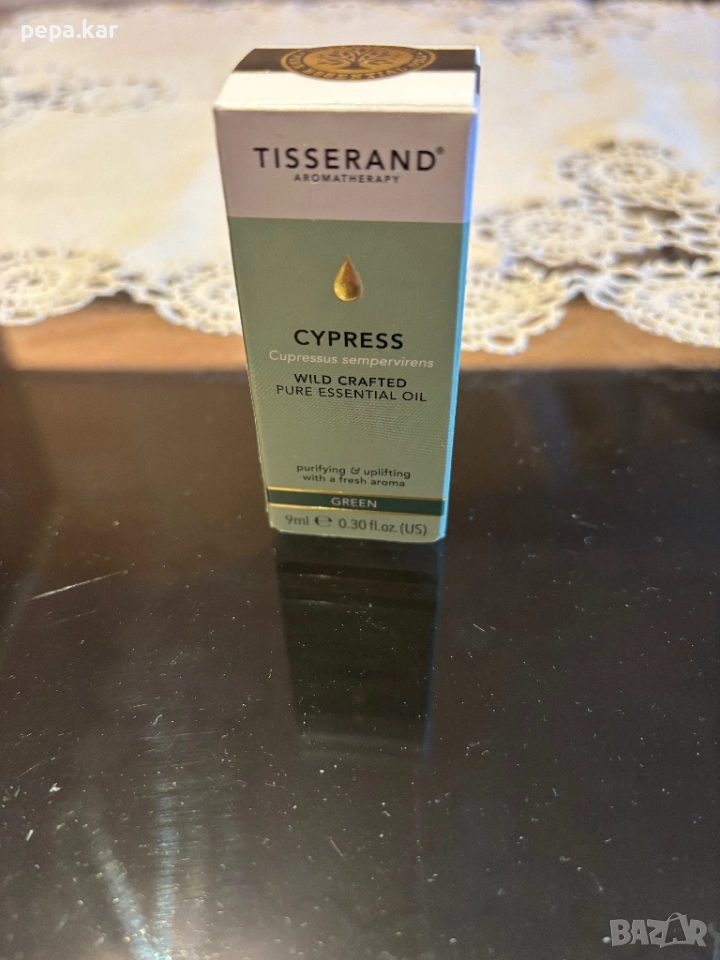 pepa.kar
ESSENTIAL
TISSERAND®
AROMATHERAPY
CYPRESS
Cupressus sempervirens
WILD CRAFTED
PURE ESSENTIAL OIL
purifying & uplifting
with a fresh aroma
GREEN
9ml ℮ 0.30 fl.oz. (US)
BAZAR